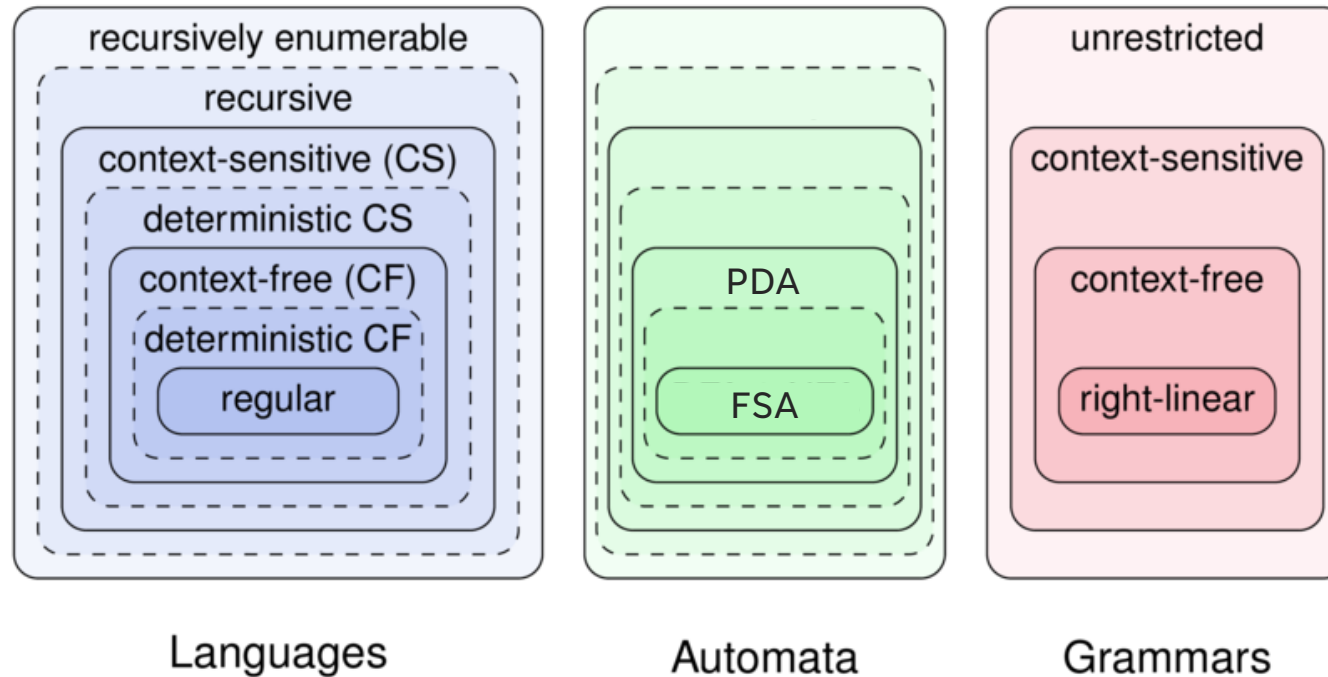 recursively enumerable
recursive
context-sensitive (CS)
deterministic CS
context-free (CF)
deterministic CF
regular
Languages
PDA
FSA
Automata
unrestricted
context-sensitive
context-free
right-linear
Grammars